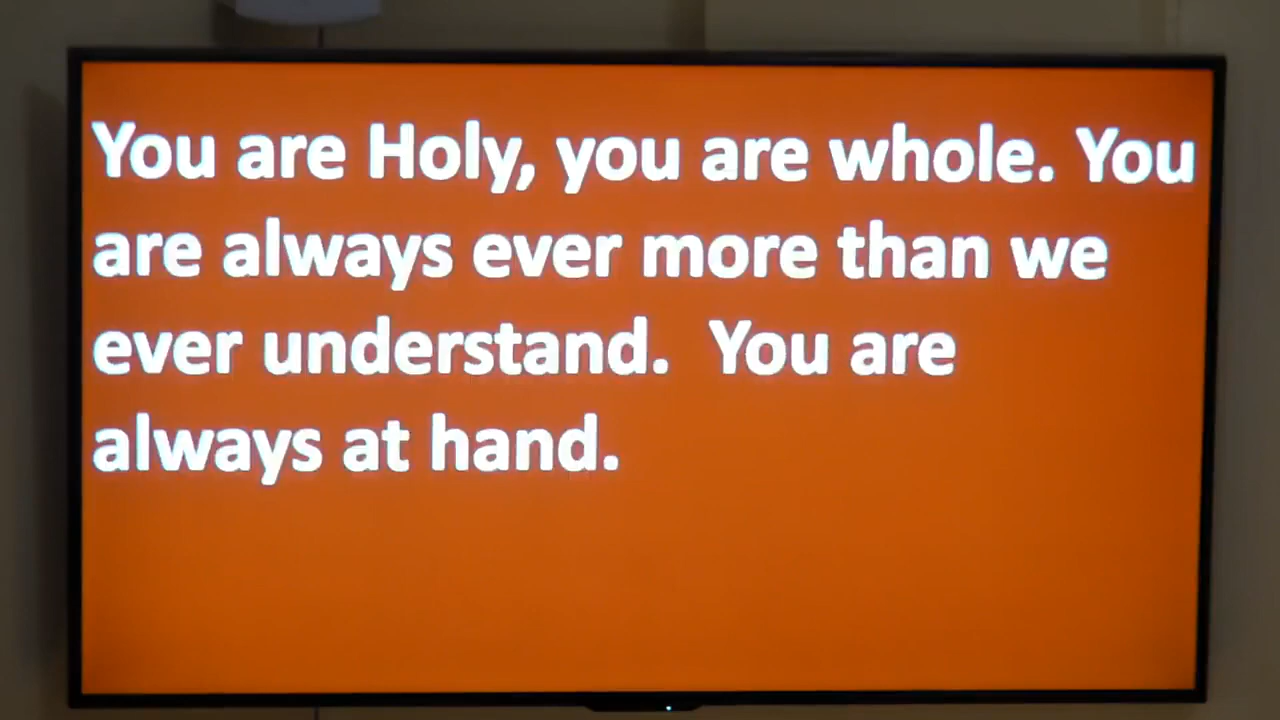 You are Holy, you are whole. You
are always ever more than we
ever understand. You are
always at hand.